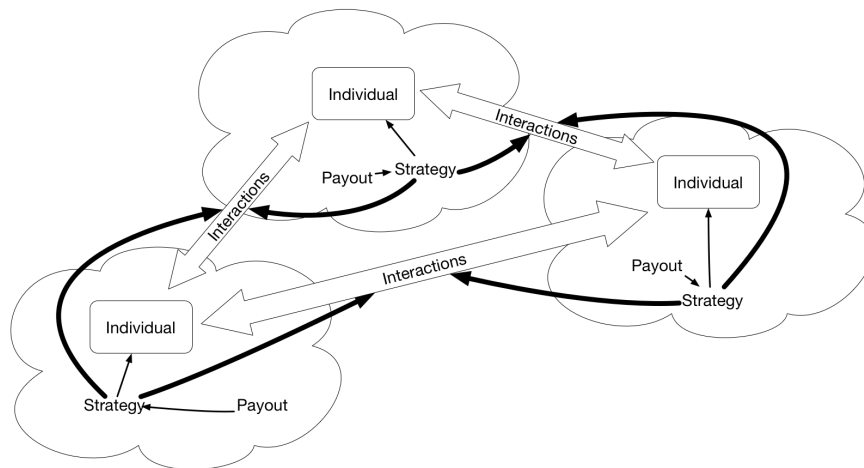 Individual
Interactions
Payout
Strategy
Interactions
Individual
Payout
Strategy
Interactions
Individual
Strategy
Payout